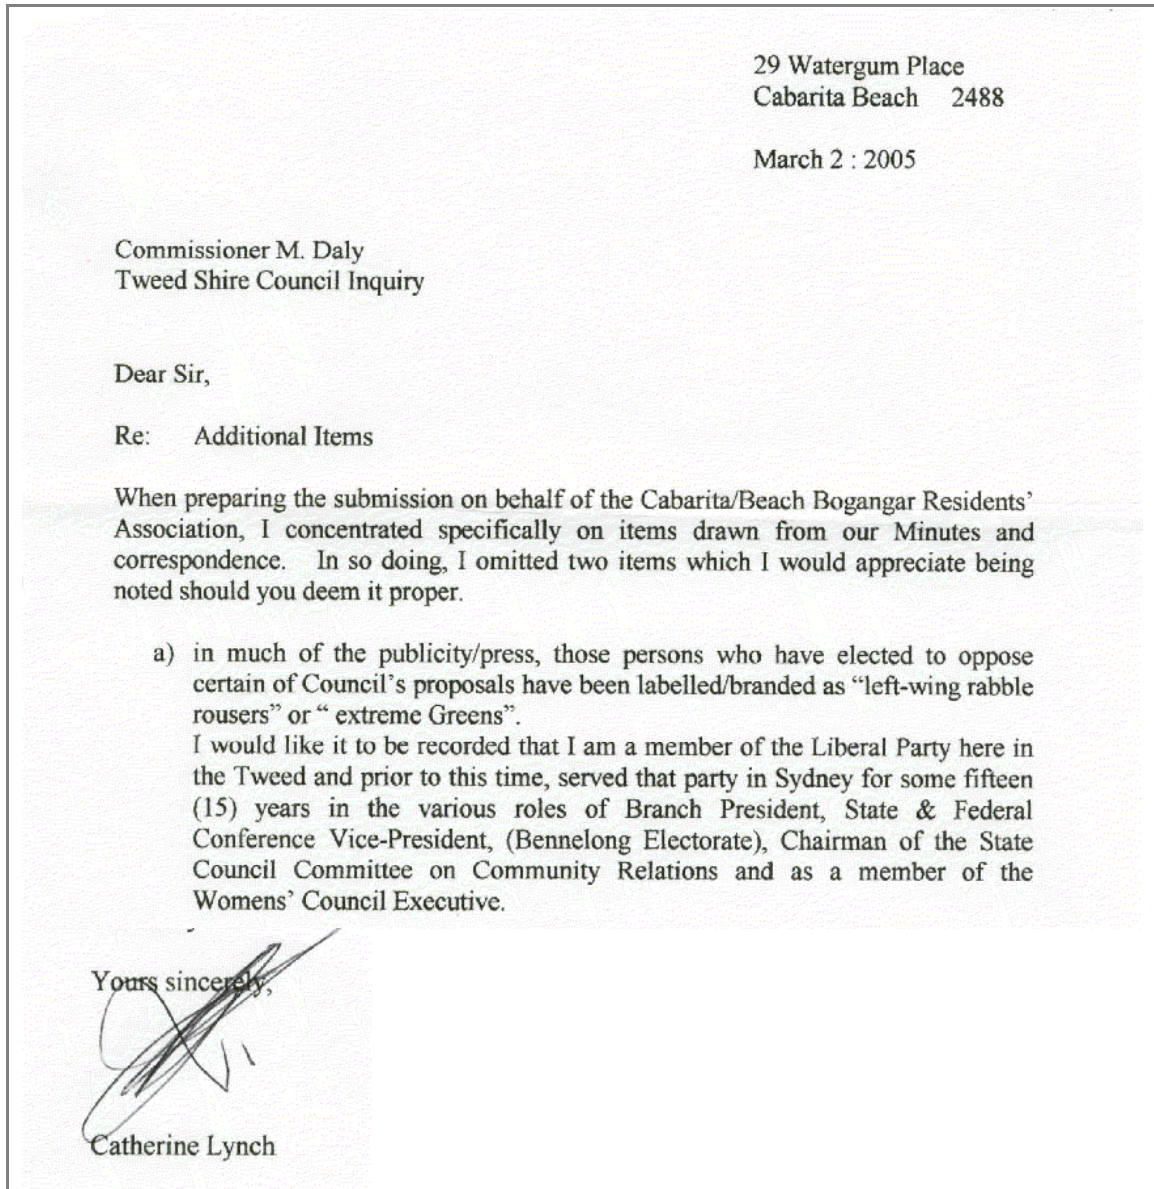 29 Watergum Place
Cabarita Beach 2488
March 2 : 2005
Commissioner M. Daly
Tweed Shire Council Inquiry
Dear Sir,
Re: Additional Items
When preparing the submission on behalf of the Cabarita/Beach Bogangar Residents'
Association, I concentrated specifically on items drawn from our Minutes and
correspondence. In so doing, I omitted two items which I would appreciate being
noted should you deem it proper.
a) in much of the publicity/press, those persons who have elected to oppose
certain of Council's proposals have been labelled/branded as “left-wing rabble
rousers” or “ extreme Greens”.
I would like it to be recorded that I am a member of the Liberal Party here in
the Tweed and prior to this time, served that party in Sydney for some fifteen
(15) years in the various roles of Branch President, State & Federal
Conference Vice-President, (Bennelong Electorate), Chairman of the State
Council Committee on Community Relations and as a member of the
Womens' Council Executive.
Yours sincerely,
Catherine Lynch